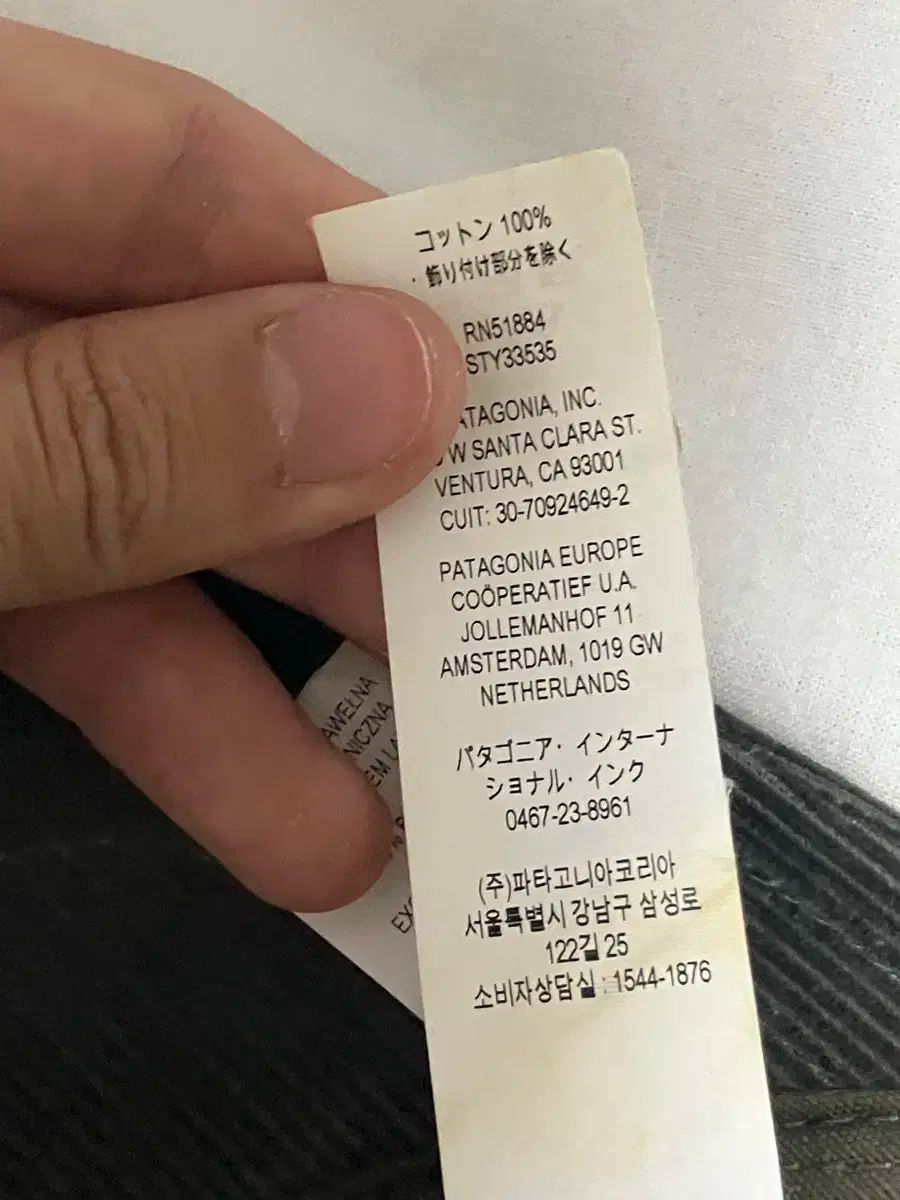 コットン 100%
・飾り付け部分を除く
RN51884
STY33535
PATAGONIA, INC.
W SANTA CLARA ST.
VENTURA, CA 93001
CUIT: 30-70924649-2
PATAGONIA EUROPE
COÖPERATIEF U.A.
JOLLEMANHOF 11
AMSTERDAM, 1019 GW
NETHERLANDS
パタゴニア・インターナ
ショナル・インク
0467-23-8961
(주)파타고니아코리아
서울특별시 강남구 삼성로
122길 25
소비자상담실 : 1544-1876
AWEŁNA
NICZNA